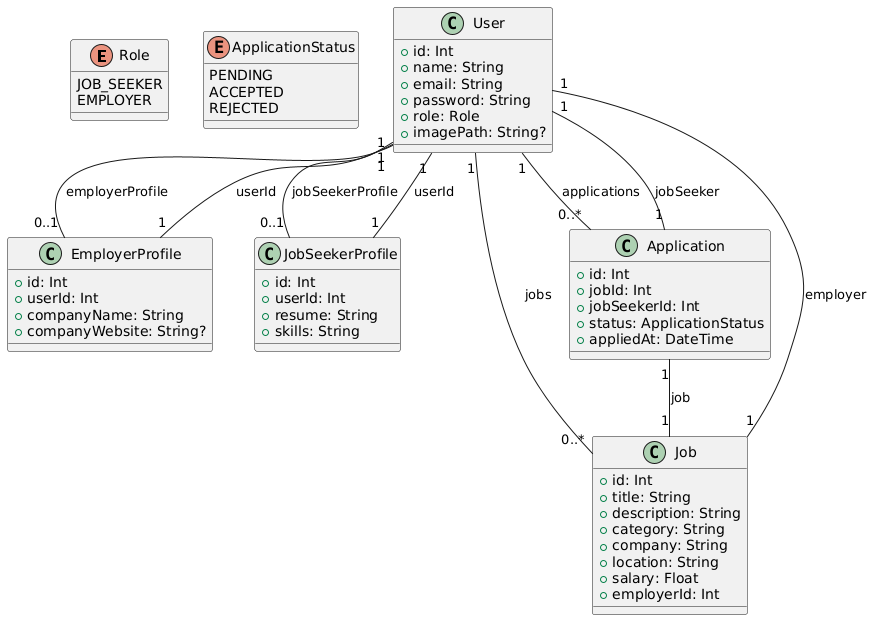 E Role
JOB_SEEKER
EMPLOYER
E ApplicationStatus
PENDING
ACCEPTED
REJECTED
C User
id: Int
name: String
email: String
password: String
role: Role
imagePath: String?
1
1
1
1
1
1
1
1
1
employerProfile
userId
jobSeekerProfile
userId
applications
jobSeeker
0..1
1
0..1
1
0..*
1
C EmployerProfile
id: Int
userId: Int
companyName: String
companyWebsite: String?
C JobSeekerProfile
id: Int
userId: Int
resume: String
skills: String
C Application
id: Int
jobId: Int
jobSeekerId: Int
status: ApplicationStatus
appliedAt: DateTime
jobs
employer
1
job
0..*
1
1
C Job
id: Int
title: String
description: String
category: String
company: String
location: String
salary: Float
employerId: Int